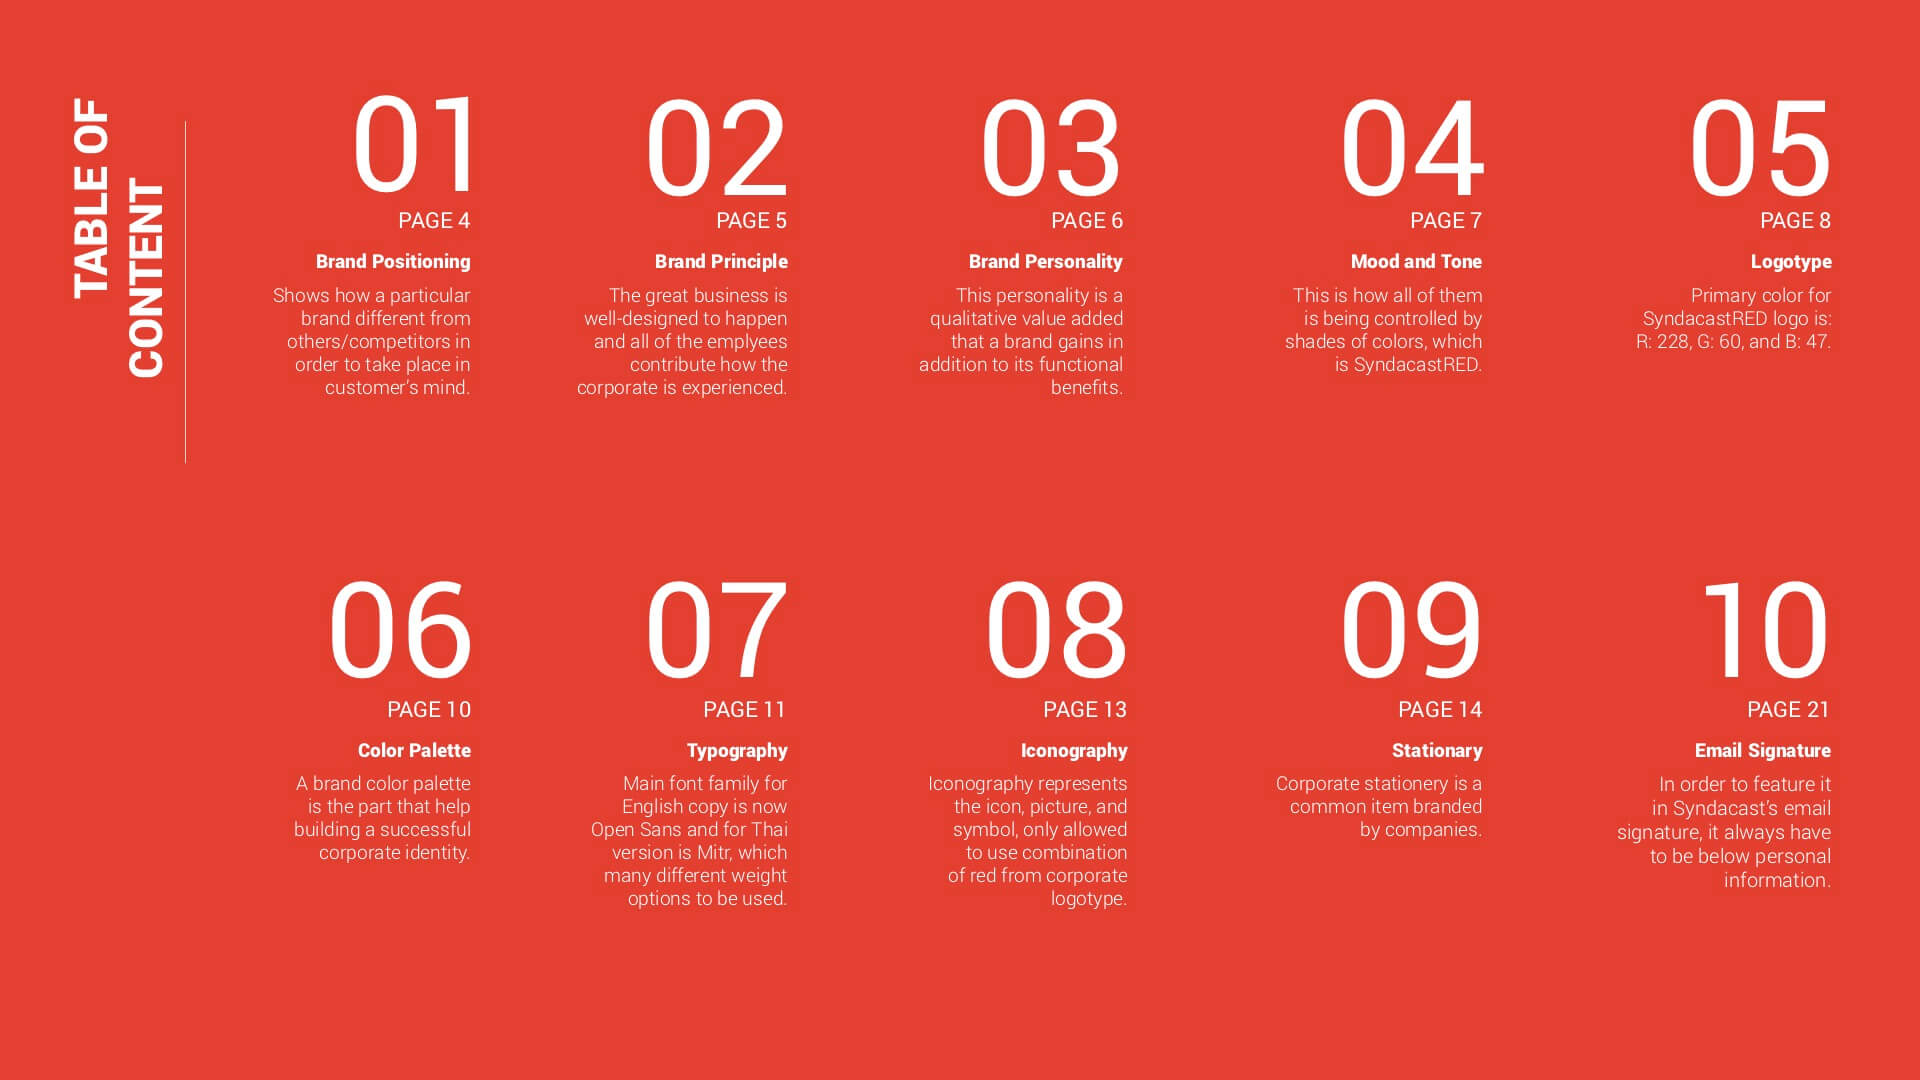 TABLE OF
CONTENT
01
PAGE 4
Brand Positioning
Shows how a particular
brand different from
others/competitors in
order to take place in
customer's mind.
02
PAGE 5
Brand Principle
The great business is
well-designed to happen
and all of the emplyees
contribute how the
corporate is experienced.
03
PAGE 6
Brand Personality
This personality is a
qualitative value added
that a brand gains in
addition to its functional
benefits.
04
PAGE 7
Mood and Tone
This is how all of them
is being controlled by
shades of colors, which
is SyndacastRED.
05
PAGE 8
Logotype
Primary color for
SyndacastRED logo is:
R: 228, G: 60, and B: 47.
06
PAGE 10
Color Palette
A brand color palette
is the part that help
building a successful
corporate identity.
07
PAGE 11
Typography
Main font family for
English copy is now
Open Sans and for Thai
version is Mitr, which
many different weight
options to be used.
08
PAGE 13
Iconography
Iconography represents
the icon, picture, and
symbol, only allowed
to use combination
of red from corporate
logotype.
09
PAGE 14
Stationary
Corporate stationery is a
common item branded
by companies.
10
PAGE 21
Email Signature
In order to feature it
in Syndacast's email
signature, it always have
to be below personal
information.